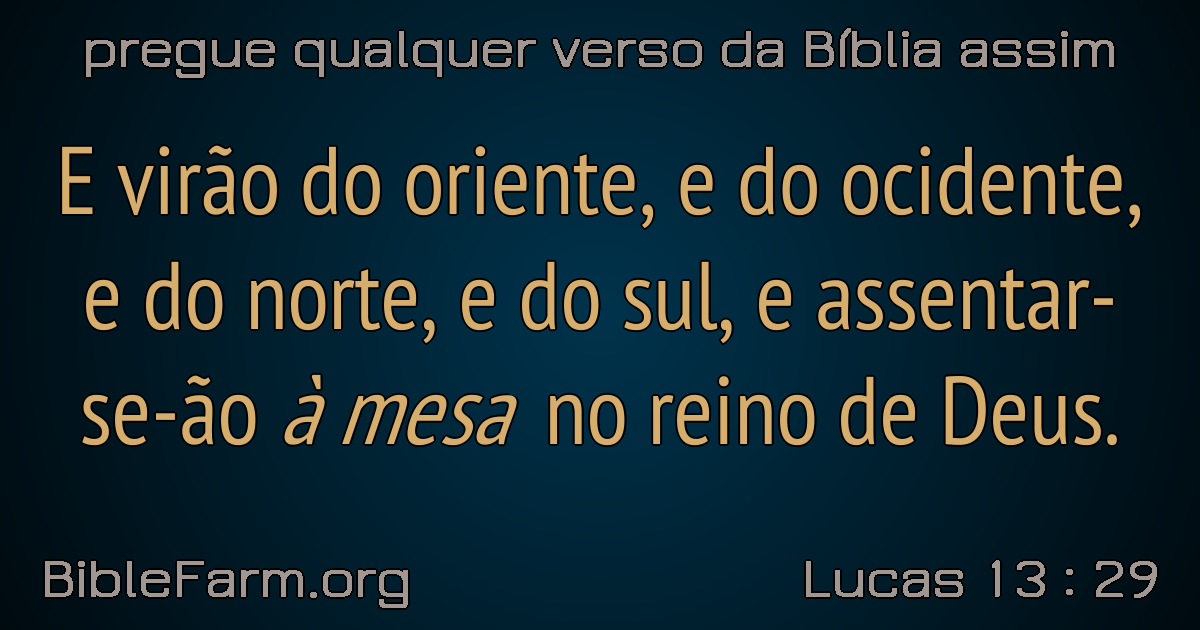 pregue qualquer verso da Bíblia assim
E virão do oriente, e do ocidente,
e do norte, e do sul, e assentar-
se-ão à mesa no reino de Deus.
BibleFarm.org
Lucas 13 : 29